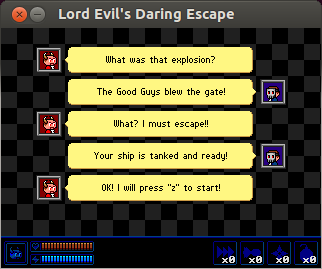 Lord Evil's Daring Escape
What was that explosion?
The Good Guys blew the gate!
What? I must escape!!
Your ship is tanked and ready!
OK! I will press "z" to start!
x0 x0 x0 x0